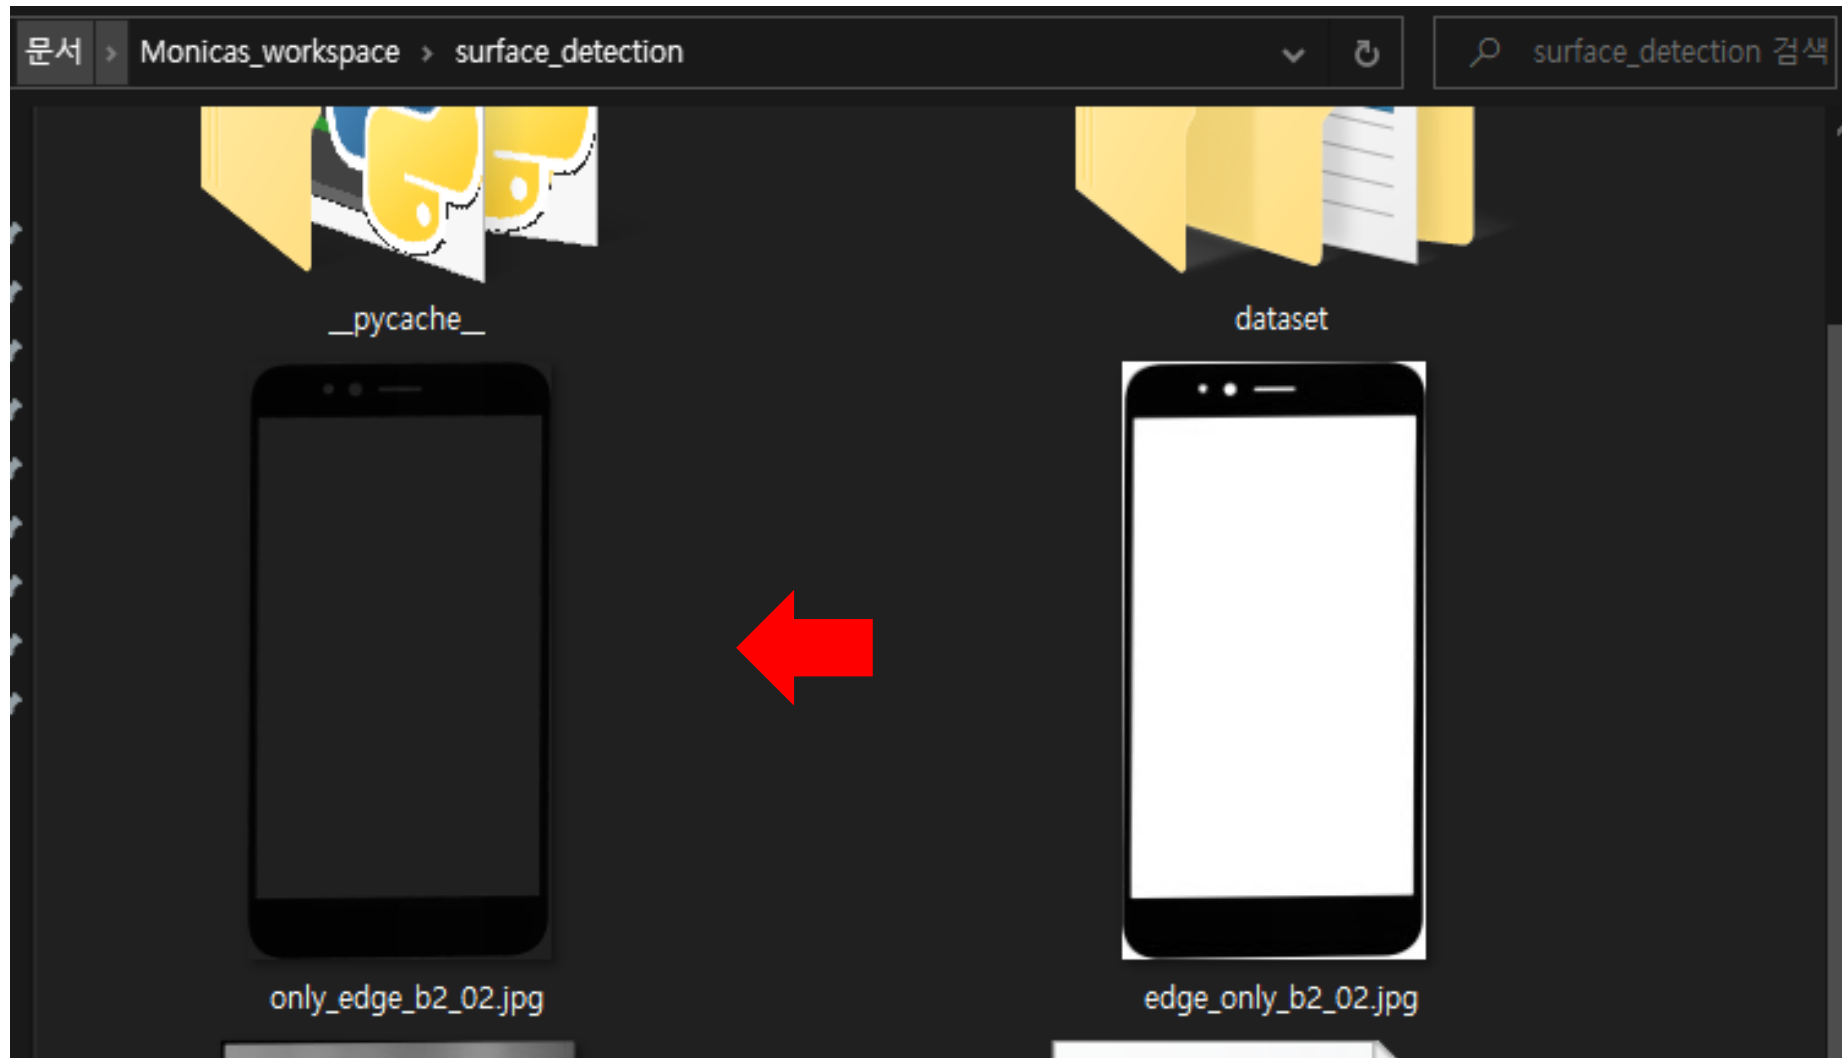 문서 > Monicas_workspace > surface_detection
surface_detection 검색
__pycache__
dataset
only_edge_b2_02.jpg
edge_only_b2_02.jpg